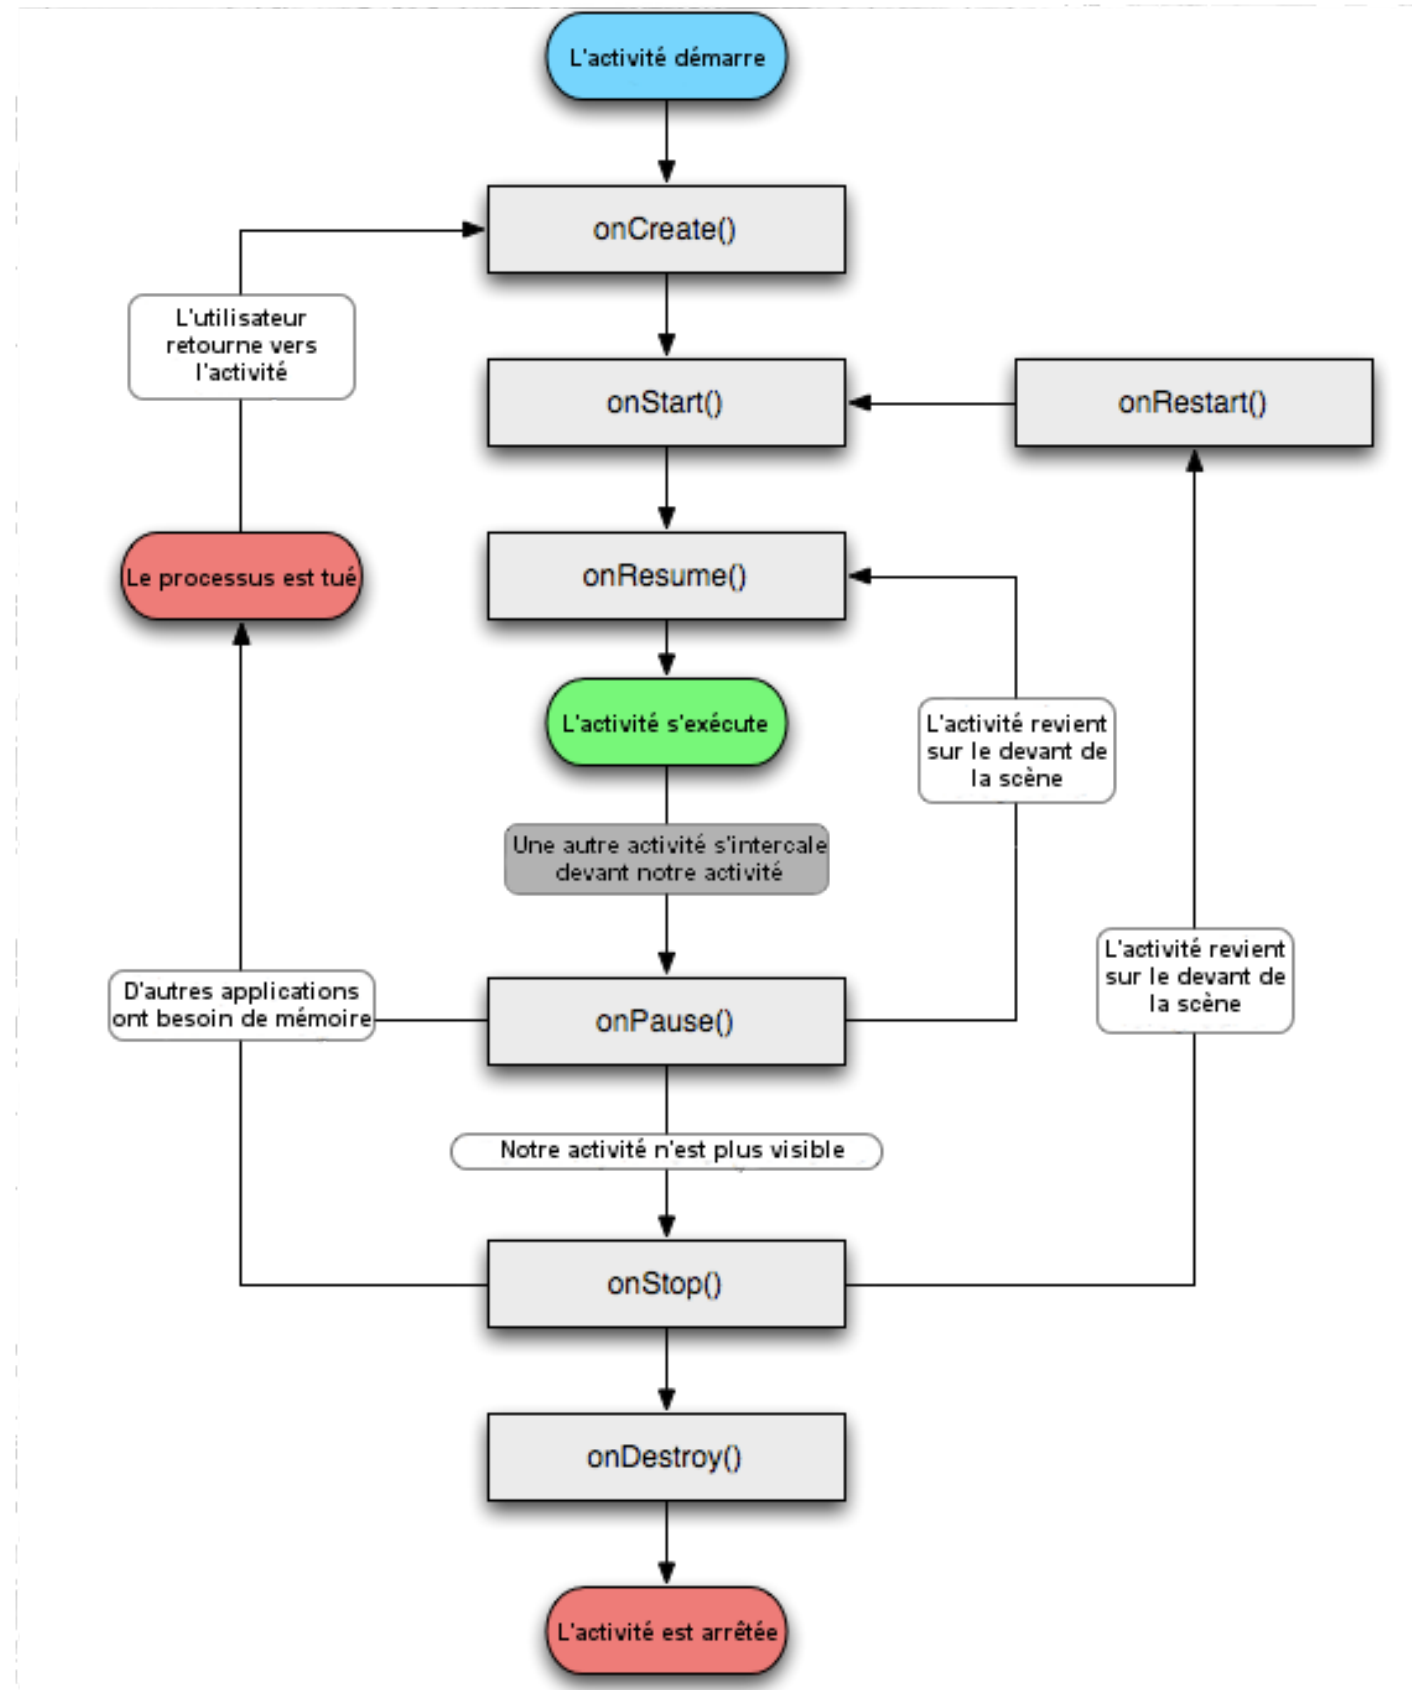 L'activité démarre
onCreate()
L'utilisateur
retourne vers
l'activité
onStart()
onRestart()
Le processus est tué
onResume()
L'activité s'exécute
L'activité revient
sur le devant de
la scène
Une autre activité s'intercale
devant notre activité
L'activité revient
sur le devant de
la scène
D'autres applications
ont besoin de mémoire
onPause()
Notre activité n'est plus visible
onStop()
onDestroy()
L'activité est arrêtée